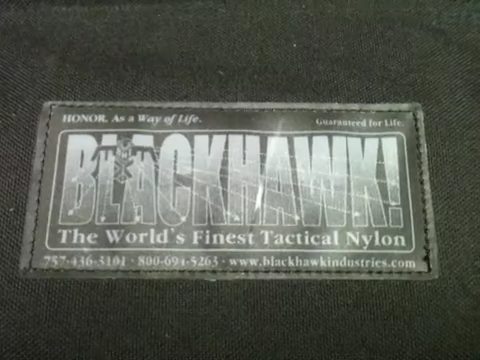 HONOR. As a Way of Life. Guaranteed for Life.
BLACKHAWK!
The World's Finest Tactical Nylon
757-436-3101 · 800-694-5263 · www.blackhawkindustries.com